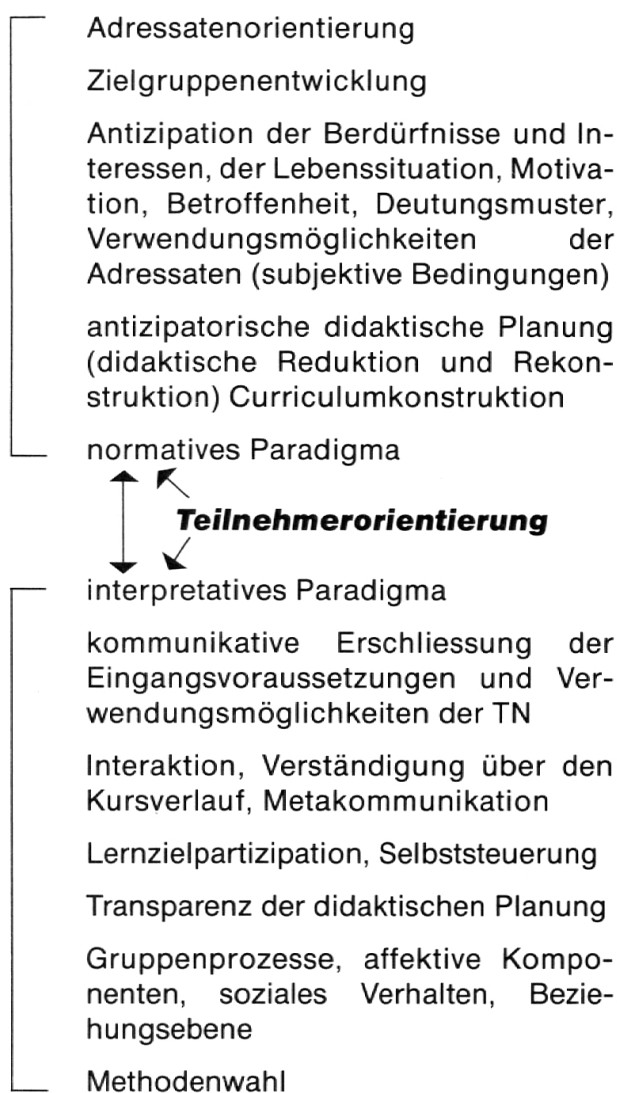 Adressatenorientierung
Zielgruppenentwicklung
Antizipation der Berdürfnisse und In-
teressen, der Lebenssituation, Motiva-
tion, Betroffenheit, Deutungsmuster,
Verwendungsmöglichkeiten der
Adressaten (subjektive Bedingungen)
antizipatorische didaktische Planung
(didaktische Reduktion und Rekon-
struktion) Curriculumkonstruktion
normatives Paradigma
Teilnehmerorientierung
interpretatives Paradigma
kommunikative Erschliessung der
Eingangsvoraussetzungen und Ver-
wendungsmöglichkeiten der TN
Interaktion, Verständigung über den
Kursverlauf, Metakommunikation
Lernzielpartizipation, Selbststeuerung
Transparenz der didaktischen Planung
Gruppenprozesse, affektive Kompo-
nenten, soziales Verhalten, Bezie-
hungsebene
Methodenwahl